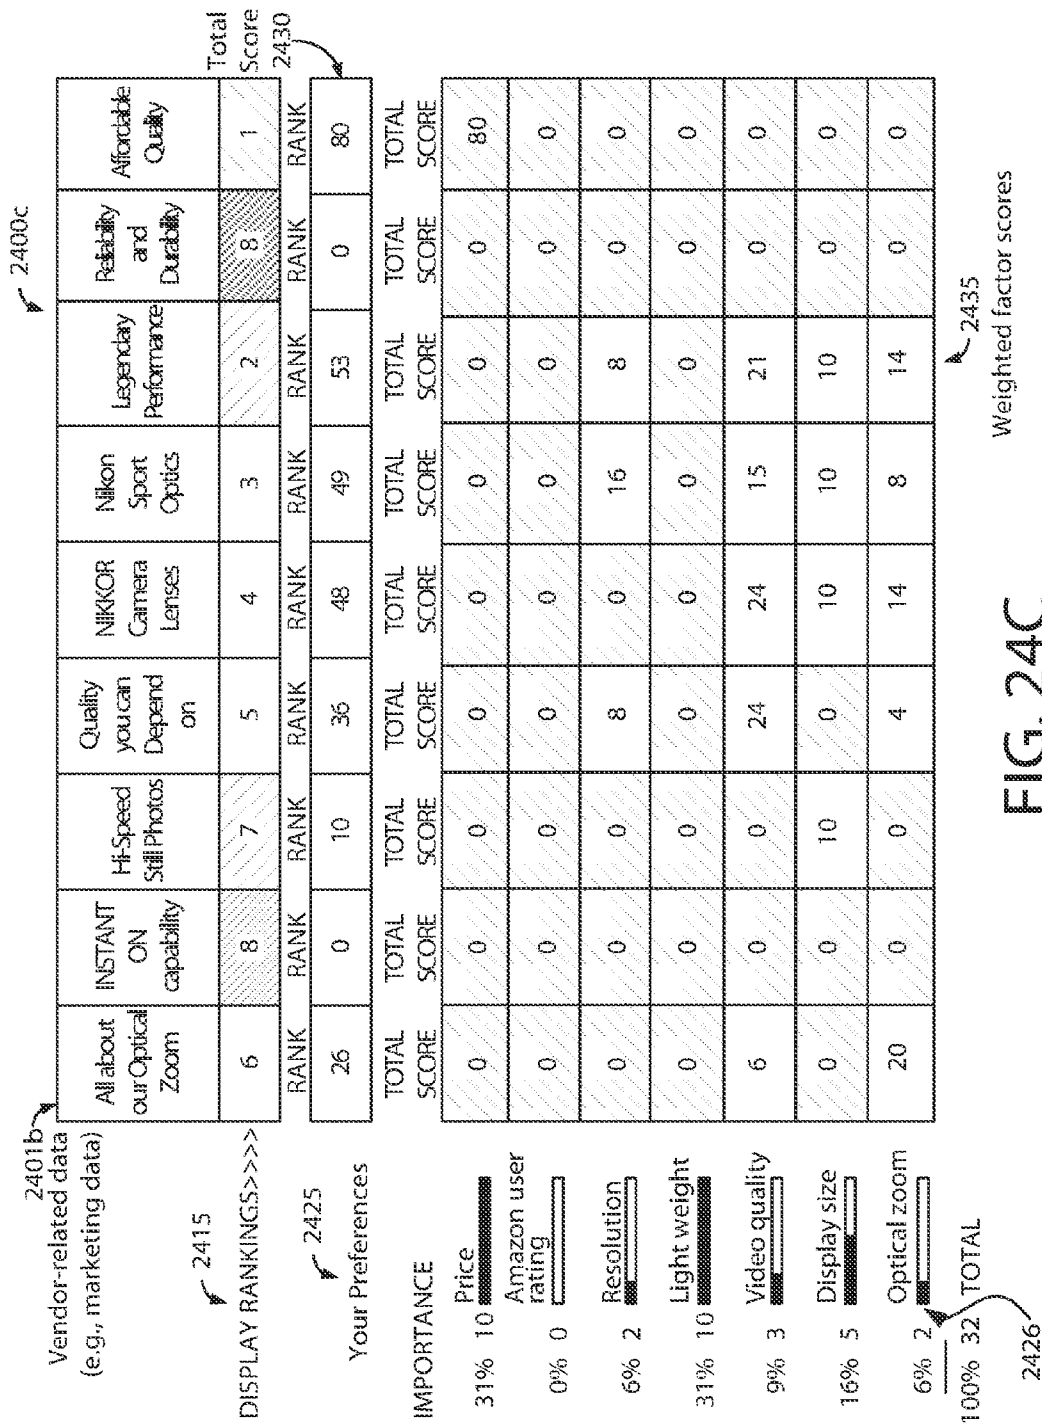 2400c
2401b
Vendor-related data
(e.g., marketing data)
All about
our Optical
Zoom
INSTANT
ON
capability
Hi-Speed
Still Photos
Quality
you can
Depend
on
NIKKOR
Camera
Lenses
Nikon
Sport
Optics
Legendary
Performance
Reliability
and
Durability
Affordable
Quality
Total
Score
2430
2415
DISPLAY RANKINGS>>>>
6 8 7 5 4 3 2 8 1
RANK RANK RANK RANK RANK RANK RANK RANK RANK
2425
Your Preferences
26 0 10 36 48 49 53 0 80
IMPORTANCE
TOTAL TOTAL TOTAL TOTAL TOTAL TOTAL TOTAL TOTAL TOTAL
SCORE SCORE SCORE SCORE SCORE SCORE SCORE SCORE SCORE
31% 10 Price 0 0 0 0 0 0 0 0 80
0% 0 Amazon user
rating 0 0 0 0 0 0 0 0 0
6% 2 Resolution 0 0 0 8 0 16 8 0 0
31% 10 Light weight 0 0 0 0 0 0 0 0 0
9% 3 Video quality 6 0 0 24 24 15 21 0 0
16% 5 Display size 0 0 10 0 10 10 10 0 0
6% 2 Optical zoom 20 0 0 4 14 8 14 0 0
100% 32 TOTAL
2426
2435
Weighted factor scores
FIG. 24C